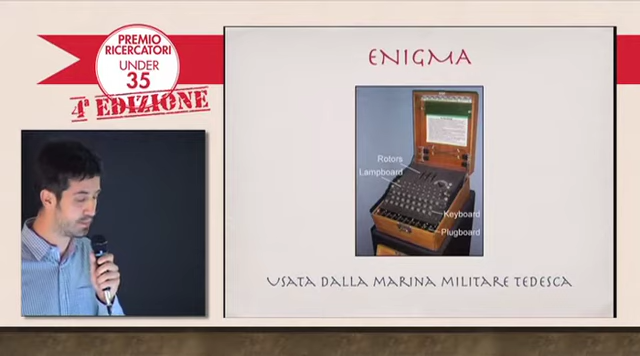 PREMIO
RICERCATORI
UNDER
35
4ª EDIZIONE
ENIGMA
Rotors
Lampboard
Keyboard
Plugboard
USATA DALLA MARINA MILITARE TEDESCA